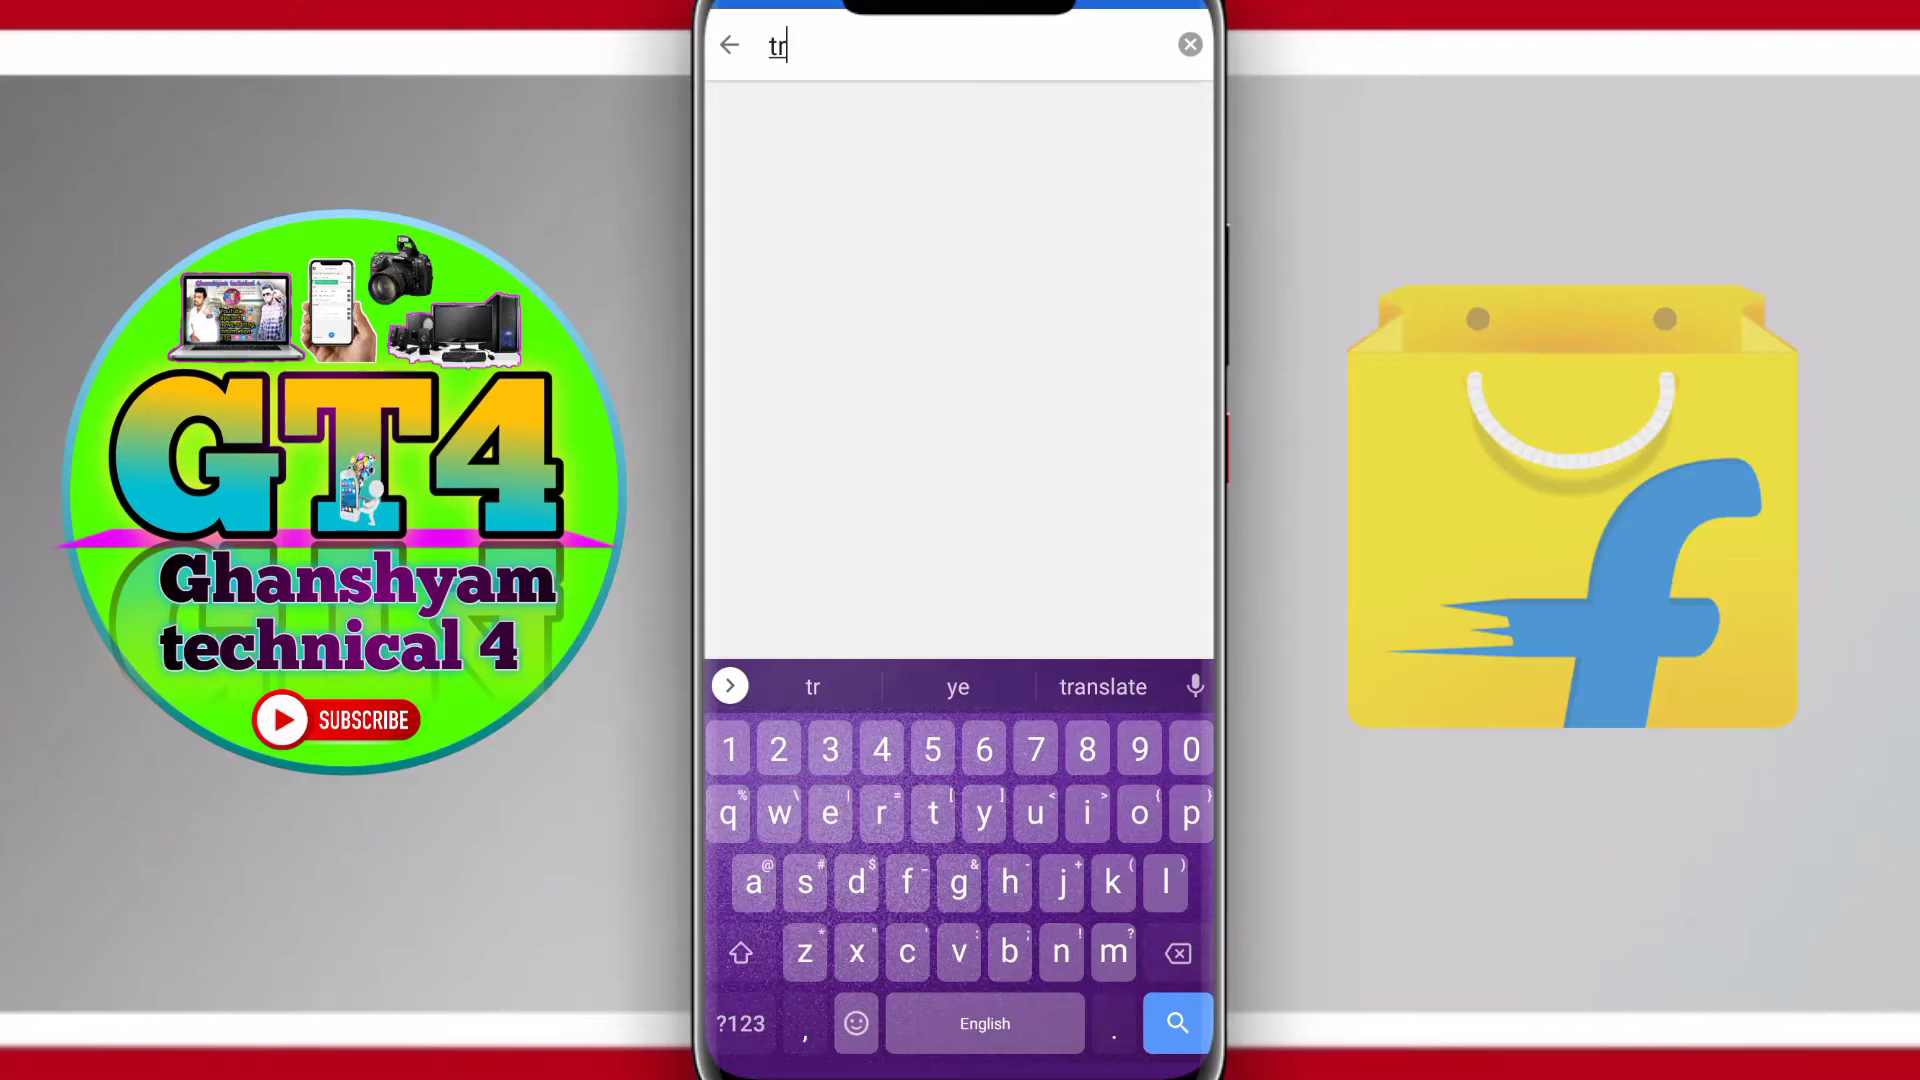 tr
GT4
Ghanshyam
technical 4
SUBSCRIBE
f
tr ye translate
1 2 3 4 5 6 7 8 9 0
% \ | = [ ] < > { }
q w e r t y u i o p
@ # $ _ & - + ( )
a s d f g h j k l
* " ' : ; ! ?
z x c v b n m
?123 , English .